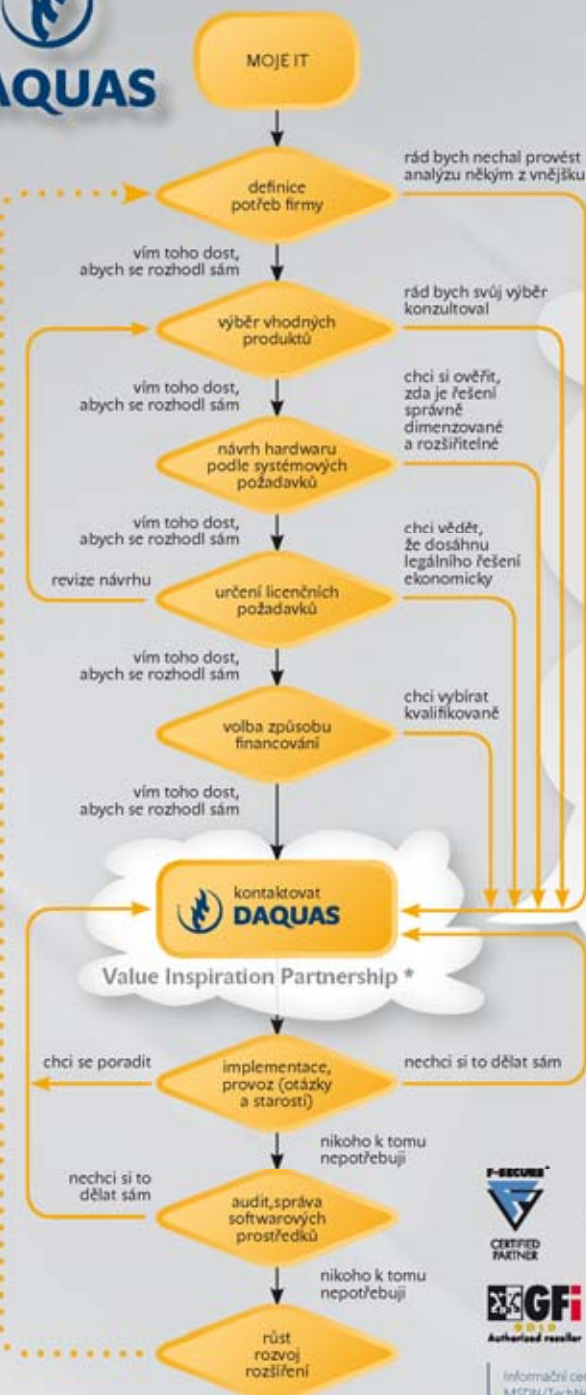 DAQUAS
MOJE IT
definice
potřeb firmy
rád bych nechal provést
analýzu někým z vnějšku
vím toho dost,
abych se rozhodl sám
výběr vhodných
produktů
rád bych svůj výběr
konzultoval
vím toho dost,
abych se rozhodl sám
chci si ověřit,
zda je řešení
správně
dimenzované
a rozšiřitelné
návrh hardwaru
podle systémových
požadavků
vím toho dost,
abych se rozhodl sám
chci vědět,
že dosáhnu
legálního řešení
ekonomicky
revize návrhu
určení licenčních
požadavků
vím toho dost,
abych se rozhodl sám
chci vybírat
kvalifikovaně
volba způsobu
financování
vím toho dost,
abych se rozhodl sám
kontaktovat
DAQUAS
Value Inspiration Partnership *
chci se poradit
implementace,
provoz (otázky
a starosti)
nechci si to dělat sám
nikoho k tomu
nepotřebuji
nechci si to
dělat sám
audit,správa
softwarových
prostředků
F-SECURE
CERTIFIED
PARTNER
nikoho k tomu
nepotřebuji
GFi
GOLD
Authorised reseller
růst
rozvoj
rozšíření
Informační